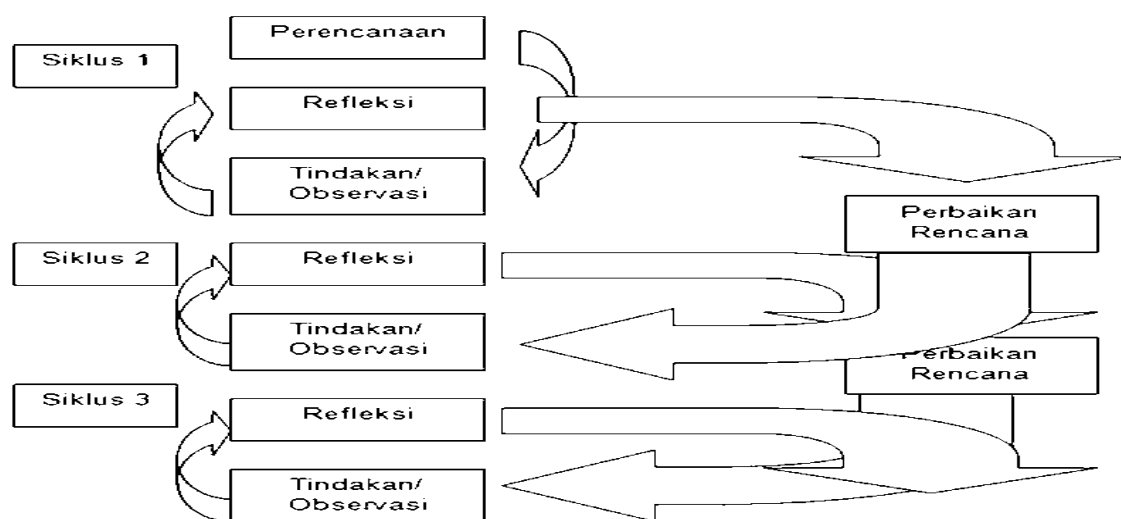 Perencanaan
Siklus 1
Refleksi
Tindakan/
Observasi
Perbaikan
Rencana
Siklus 2
Refleksi
Tindakan/
Observasi
Perbaikan
Rencana
Siklus 3
Refleksi
Tindakan/
Observasi